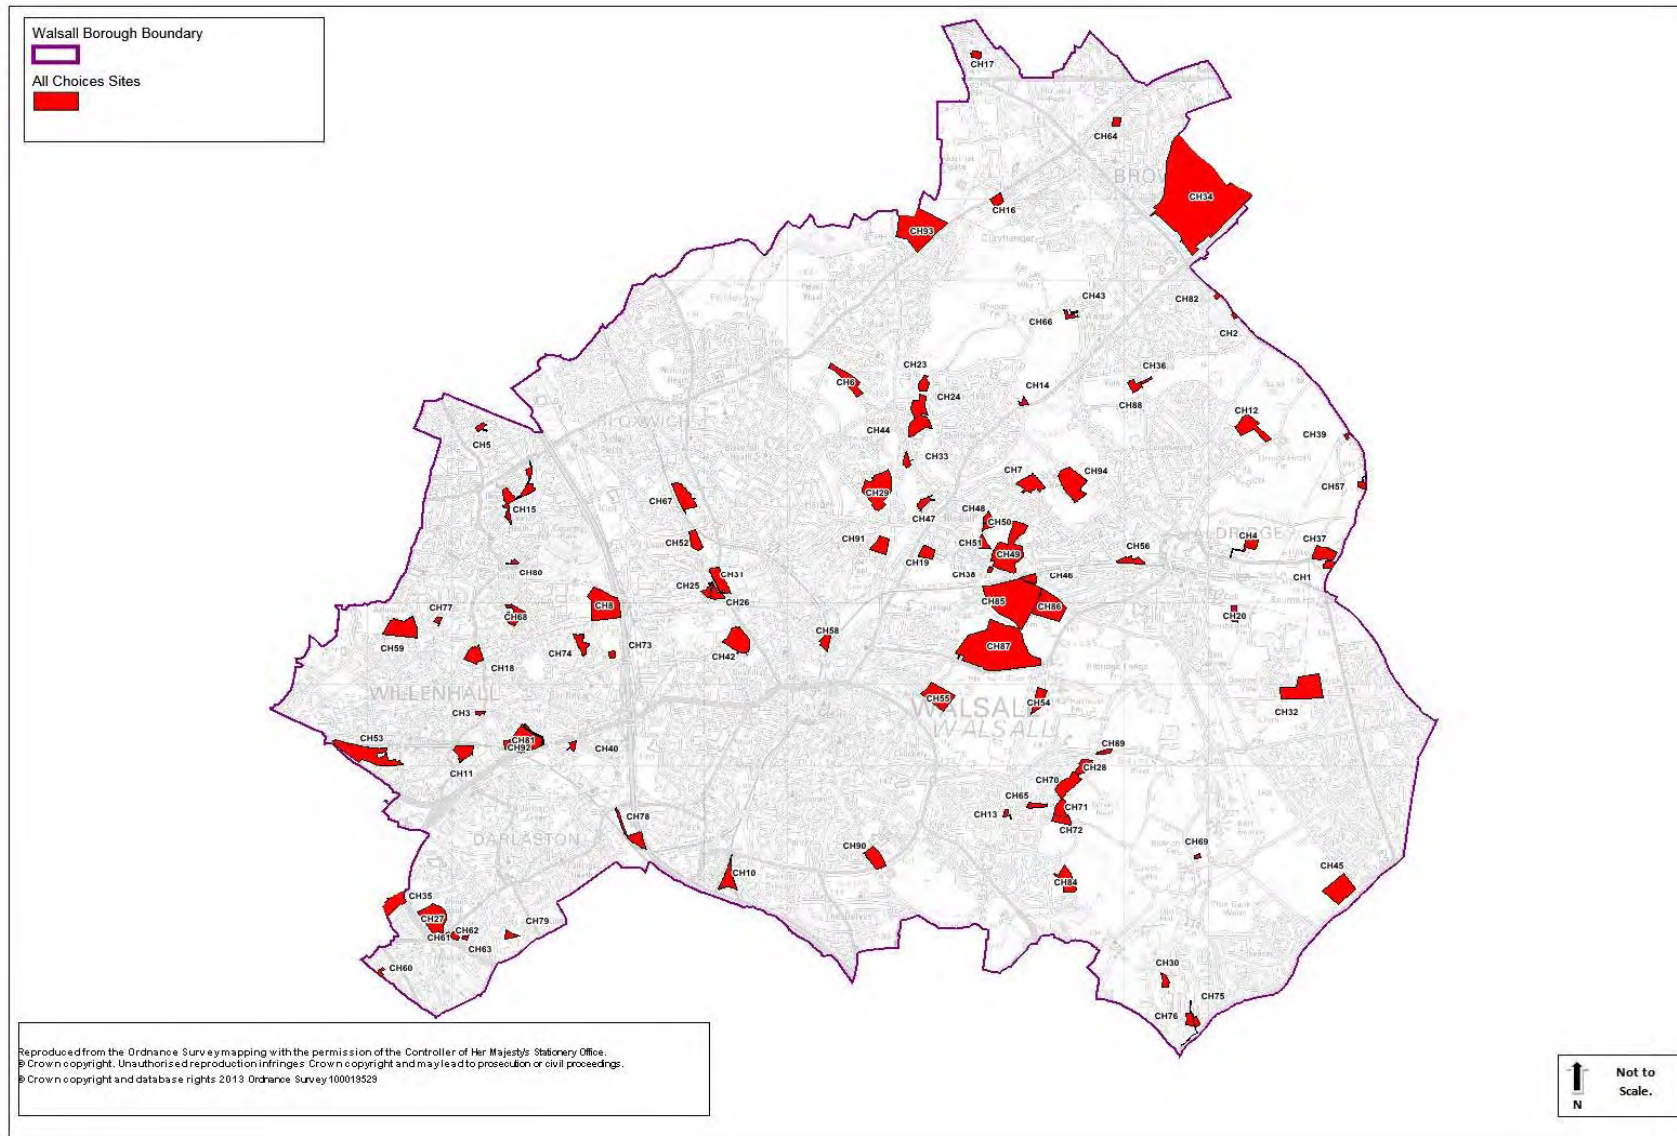 Walsall Borough Boundary
All Choices Sites
CH17
CH64
BROW
CH34
CH16
CH93
Clayhanger
CH82
CH43
CH66
CH2
CH36
CH23
CH6
CH14
CH24
CH88
CH12
BLOXWICH
CH44
CH5
CH39
CH33
CH7
CH94
CH29
CH57
CH67
CH15
CH47
CH48
CH50
CH91
CH52
CH51
CH49
ALDRIDGE
CH4
CH37
CH19
CH56
CH38
CH46
CH1
CH80
CH31
CH25
CH26
CH8
CH85
CH86
CH77
CH68
CH20
CH59
CH74
CH73
CH42
CH58
CH87
CH18
WILLENHALL
CH55
CH54
WALSALL
WALSALL
CH32
CH3
CH53
CH81
CH92
CH40
CH11
CH89
CH28
CH70
CH65
CH71
CH13
CH72
CH78
DARLASTON
CH90
CH69
CH10
CH45
CH84
CH35
CH27
CH79
CH62
CH61
CH63
CH60
CH30
CH75
CH76
Reproduced from the Ordnance Survey mapping with the permission of the Controller of Her Majesty's Stationery Office.
© Crown copyright. Unauthorised reproduction infringes Crown copyright and may lead to prosecution or civil proceedings.
© Crown copyright and database rights 2013 Ordnance Survey 100019529
Not to
Scale.
N